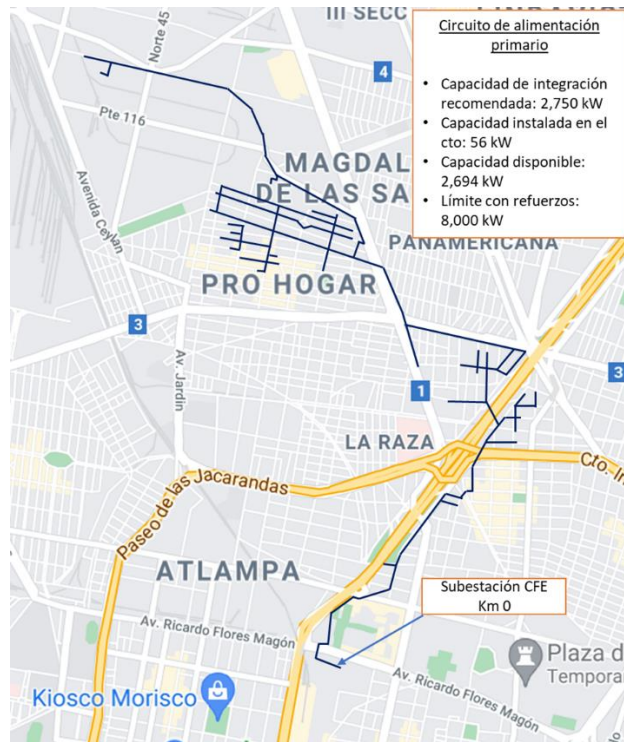 III SECC
Norte 45
4
Pte 116
Circuito de alimentación
primario
• Capacidad de integración
recomendada: 2,750 kW
• Capacidad instalada en el
cto: 56 kW
• Capacidad disponible:
2,694 kW
• Límite con refuerzos:
8,000 kW
MAGDAL
DE LAS SA
PANAMERICANA
Avenida Ceylan
PRO HOGAR
3
Av. Jardín
1
3
LA RAZA
Cto. In
Paseo de las Jacarandas
ATLAMPA
Subestación CFE
Km 0
Av. Ricardo Flores Magón
Plaza d
Tempora
Av. Ricardo Flores Magón
Kiosco Morisco